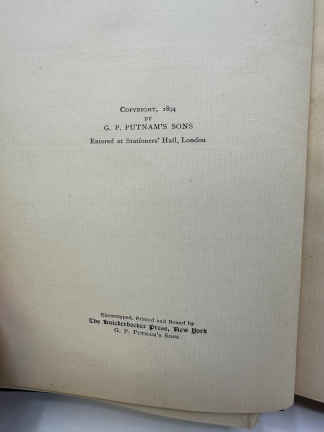 COPYRIGHT, 1894
BY
G. P. PUTNAM'S SONS
Entered at Stationers' Hall, London
Electrotyped, Printed and Bound by
The Knickerbocker Press, New York
G. P. PUTNAM'S SONS